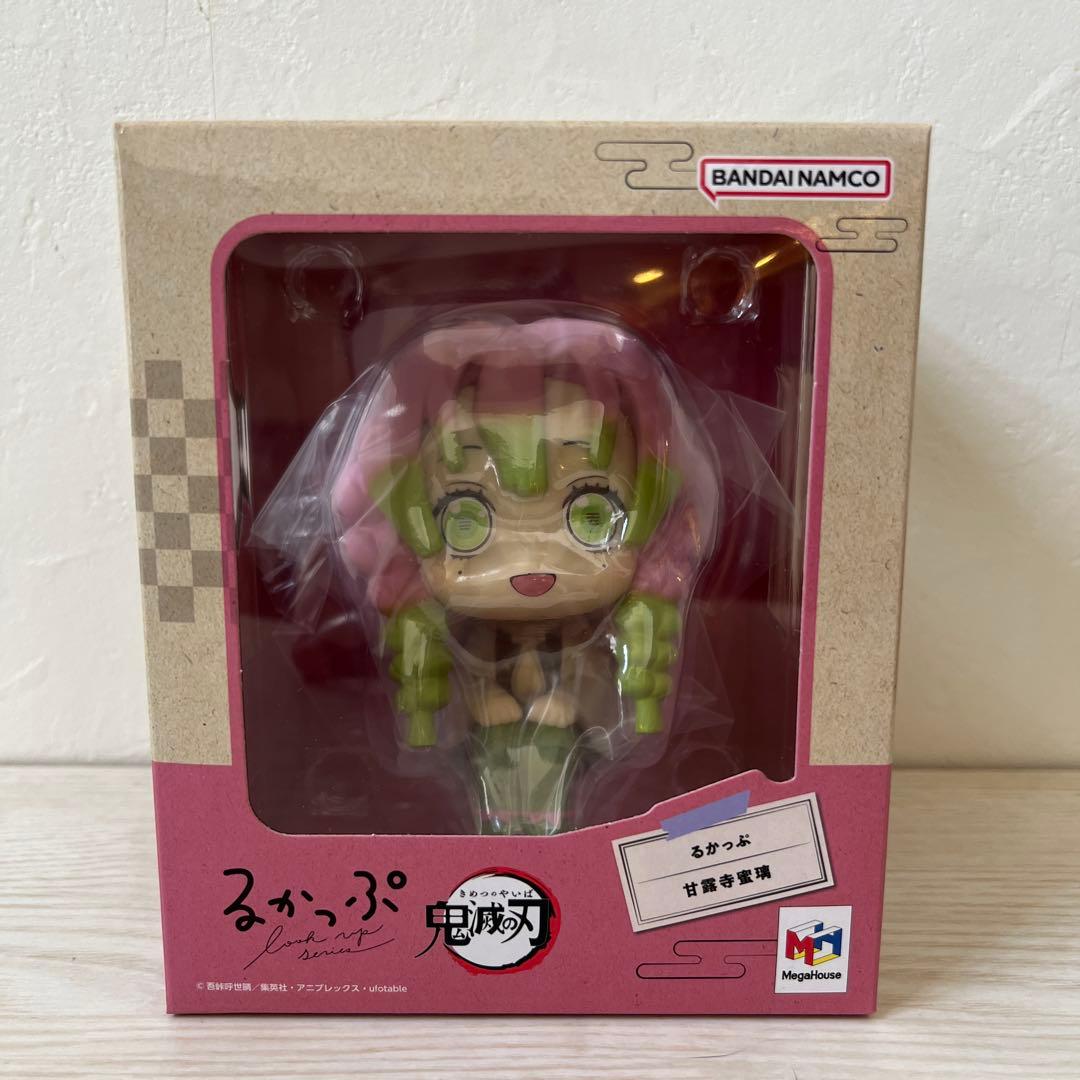 BANDAI NAMCO
るかっぷ
甘露寺蜜璃
るかっぷ
look up
series
きめつのやいば
鬼滅の刃
MegaHouse
©吾峠呼世晴／集英社・アニプレックス・ufotable